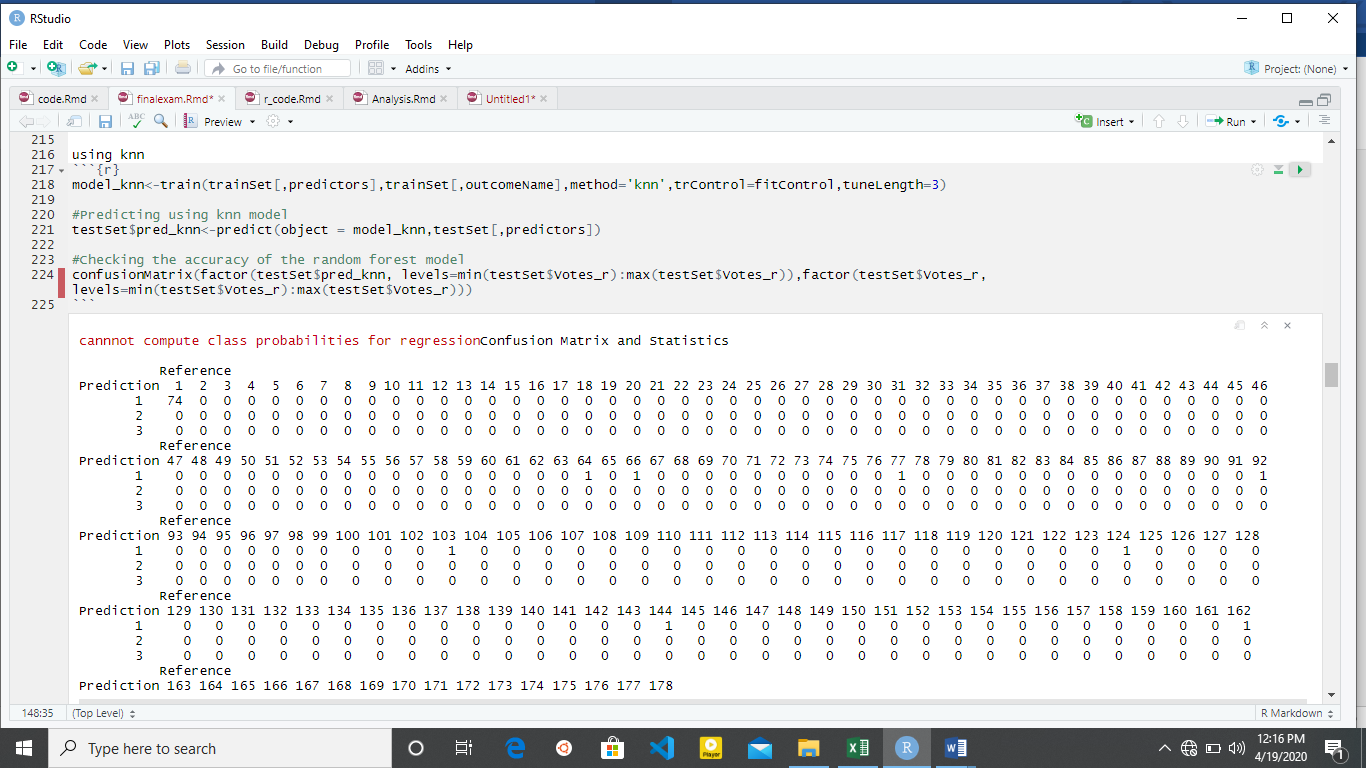 RStudio
File Edit Code View Plots Session Build Debug Profile Tools Help
Go to file/function Addins Project: (None)
code.Rmd finalexam.Rmd* r_code.Rmd Analysis.Rmd Untitled1*
ABC Preview Insert Run
215
216 using knn
217 ```{r}
218 model_knn<-train(trainSet[,predictors],trainSet[,outcomeName],method='knn',trControl=fitControl,tuneLength=3)
219
220 #Predicting using knn model
221 testSet$pred_knn<-predict(object = model_knn,testSet[,predictors])
222
223 #Checking the accuracy of the random forest model
224 confusionMatrix(factor(testSet$pred_knn, levels=min(testSet$Votes_r):max(testSet$Votes_r)),factor(testSet$Votes_r,
levels=min(testSet$Votes_r):max(testSet$Votes_r)))
225 ```
cannnot compute class probabilities for regressionConfusion Matrix and Statistics
Reference
Prediction 1 2 3 4 5 6 7 8 9 10 11 12 13 14 15 16 17 18 19 20 21 22 23 24 25 26 27 28 29 30 31 32 33 34 35 36 37 38 39 40 41 42 43 44 45 46
1 74 0 0 0 0 0 0 0 0 0 0 0 0 0 0 0 0 0 0 0 0 0 0 0 0 0 0 0 0 0 0 0 0 0 0 0 0 0 0 0 0 0 0 0 0 0
2 0 0 0 0 0 0 0 0 0 0 0 0 0 0 0 0 0 0 0 0 0 0 0 0 0 0 0 0 0 0 0 0 0 0 0 0 0 0 0 0 0 0 0 0 0 0
3 0 0 0 0 0 0 0 0 0 0 0 0 0 0 0 0 0 0 0 0 0 0 0 0 0 0 0 0 0 0 0 0 0 0 0 0 0 0 0 0 0 0 0 0 0 0
Reference
Prediction 47 48 49 50 51 52 53 54 55 56 57 58 59 60 61 62 63 64 65 66 67 68 69 70 71 72 73 74 75 76 77 78 79 80 81 82 83 84 85 86 87 88 89 90 91 92
1 0 0 0 0 0 0 0 0 0 0 0 0 0 0 0 0 0 1 0 1 0 0 0 0 0 0 0 0 0 0 1 0 0 0 0 0 0 0 0 0 0 0 0 0 0 1
2 0 0 0 0 0 0 0 0 0 0 0 0 0 0 0 0 0 0 0 0 0 0 0 0 0 0 0 0 0 0 0 0 0 0 0 0 0 0 0 0 0 0 0 0 0 0
3 0 0 0 0 0 0 0 0 0 0 0 0 0 0 0 0 0 0 0 0 0 0 0 0 0 0 0 0 0 0 0 0 0 0 0 0 0 0 0 0 0 0 0 0 0 0
Reference
Prediction 93 94 95 96 97 98 99 100 101 102 103 104 105 106 107 108 109 110 111 112 113 114 115 116 117 118 119 120 121 122 123 124 125 126 127 128
1 0 0 0 0 0 0 0 0 0 0 1 0 0 0 0 0 0 0 0 0 0 0 0 0 0 0 0 0 0 0 0 1 0 0 0 0
2 0 0 0 0 0 0 0 0 0 0 0 0 0 0 0 0 0 0 0 0 0 0 0 0 0 0 0 0 0 0 0 0 0 0 0 0
3 0 0 0 0 0 0 0 0 0 0 0 0 0 0 0 0 0 0 0 0 0 0 0 0 0 0 0 0 0 0 0 0 0 0 0 0
Reference
Prediction 129 130 131 132 133 134 135 136 137 138 139 140 141 142 143 144 145 146 147 148 149 150 151 152 153 154 155 156 157 158 159 160 161 162
1 0 0 0 0 0 0 0 0 0 0 0 0 0 0 0 1 0 0 0 0 0 0 0 0 0 0 0 0 0 0 0 0 0 1
2 0 0 0 0 0 0 0 0 0 0 0 0 0 0 0 0 0 0 0 0 0 0 0 0 0 0 0 0 0 0 0 0 0 0
3 0 0 0 0 0 0 0 0 0 0 0 0 0 0 0 0 0 0 0 0 0 0 0 0 0 0 0 0 0 0 0 0 0 0
Reference
Prediction 163 164 165 166 167 168 169 170 171 172 173 174 175 176 177 178
148:35 (Top Level) R Markdown
Type here to search
Player
12:16 PM
4/19/2020
1